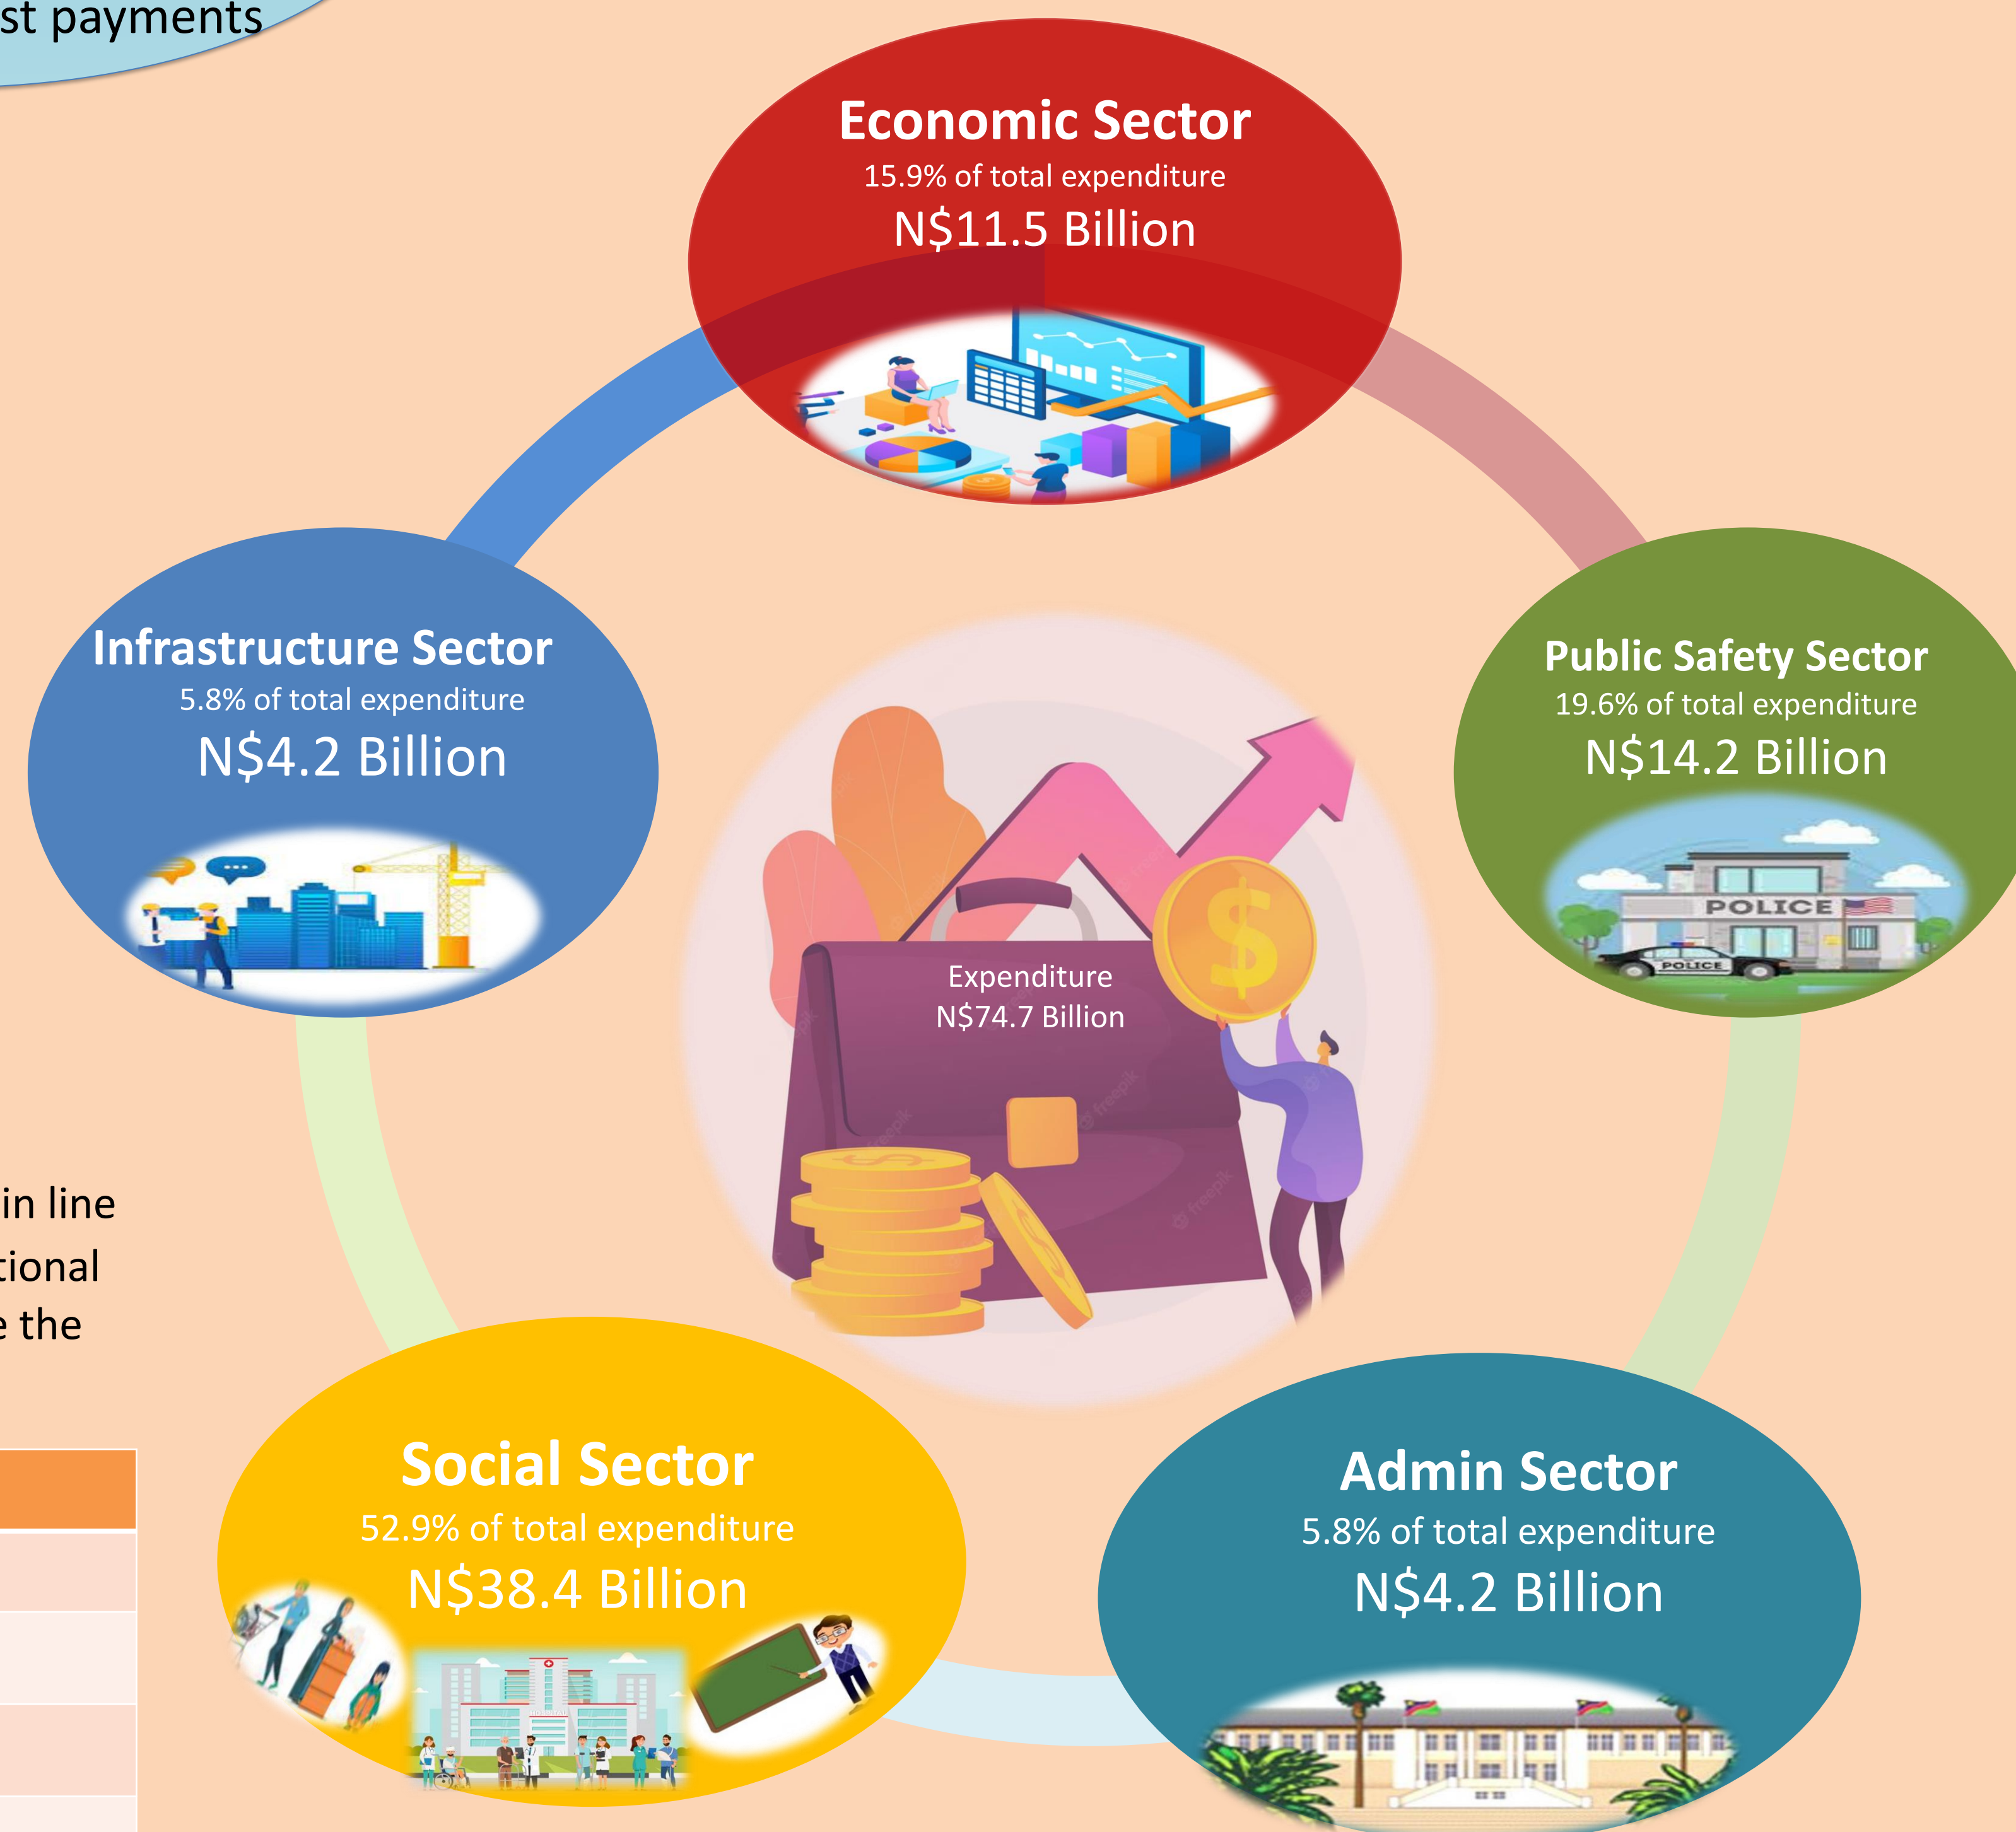 st payments
Economic Sector
15.9% of total expenditure
N$11.5 Billion
Infrastructure Sector
5.8% of total expenditure
N$4.2 Billion
Public Safety Sector
19.6% of total expenditure
N$14.2 Billion
POLICE
POLICE
Expenditure
N$74.7 Billion
freepik
freepik
freepik
in line
tional
e the
Social Sector
52.9% of total expenditure
N$38.4 Billion
Admin Sector
5.8% of total expenditure
N$4.2 Billion